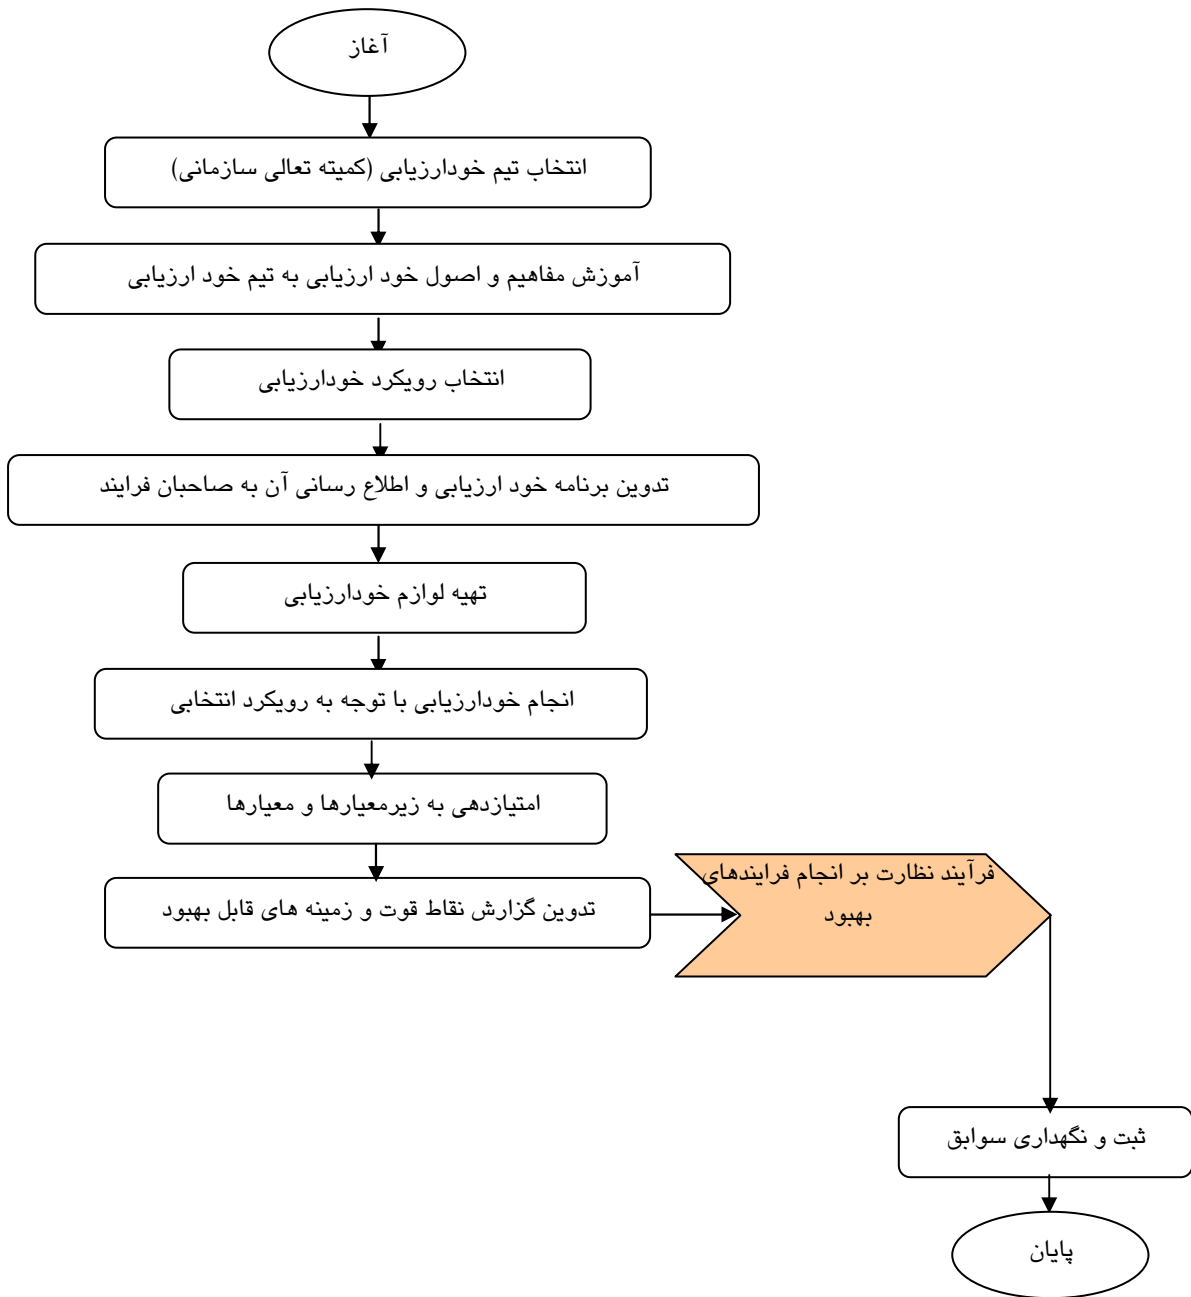 آغاز
انتخاب تیم خودارزیابی (کمیته تعالی سازمانی)
آموزش مفاهیم و اصول خود ارزیابی به تیم خود ارزیابی
انتخاب رویکرد خودارزیابی
تدوین برنامه خود ارزیابی و اطلاع رسانی آن به صاحبان فرایند
تهیه لوازم خودارزیابی
انجام خودارزیابی با توجه به رویکرد انتخابی
امتیازدهی به زیرمعیارها و معیارها
تدوین گزارش نقاط قوت و زمینه های قابل بهبود
فرآیند نظارت بر انجام فرایندهای
بهبود
ثبت و نگهداری سوابق
پایان